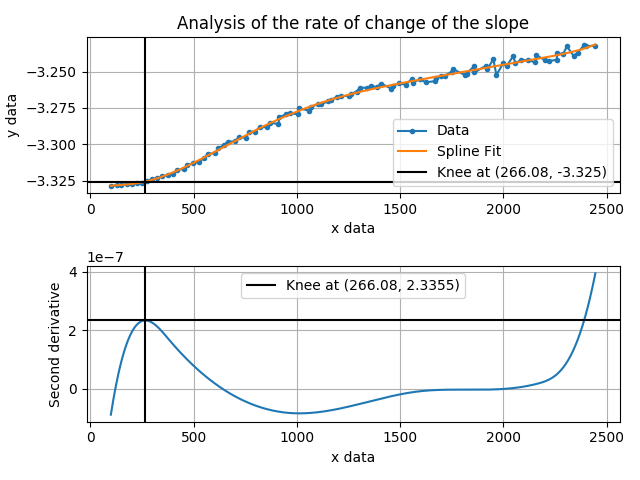 Analysis of the rate of change of the slope
y data
−3.250
−3.275
−3.300
−3.325
Data
Spline Fit
Knee at (266.08, -3.325)
0 500 1000 1500 2000 2500
x data
1e−7
Second derivative
4
2
0
Knee at (266.08, 2.3355)
0 500 1000 1500 2000 2500
x data